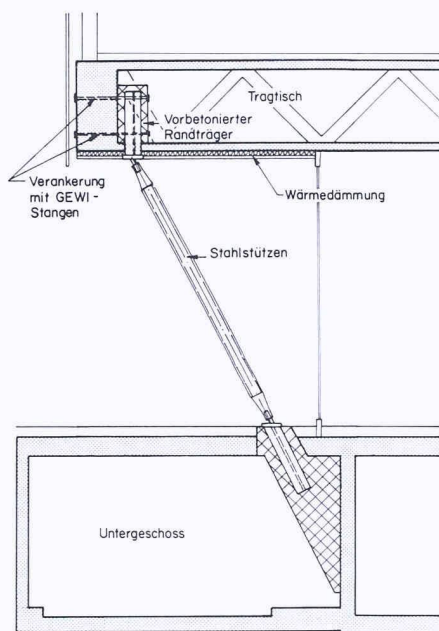 Tragtisch
Vorbetonierter
Randträger
Verankerung
mit GEWI-
Stangen
Wärmedämmung
Stahlstützen
Untergeschoss